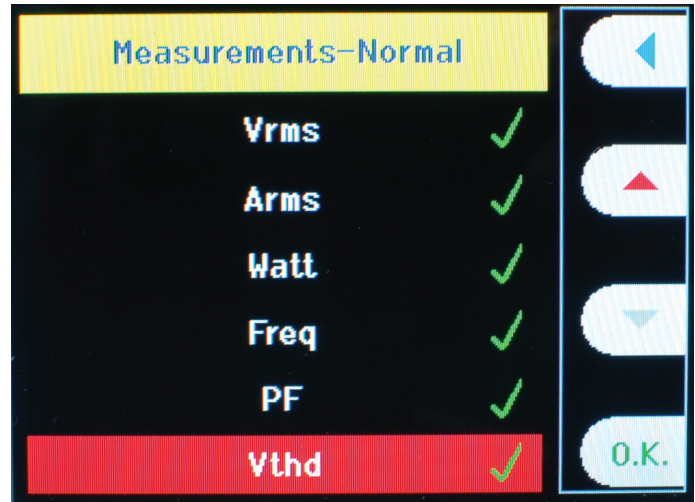 Measurements-Normal
Vrms
Arms
Watt
Freq
PF
Vthd
O.K.